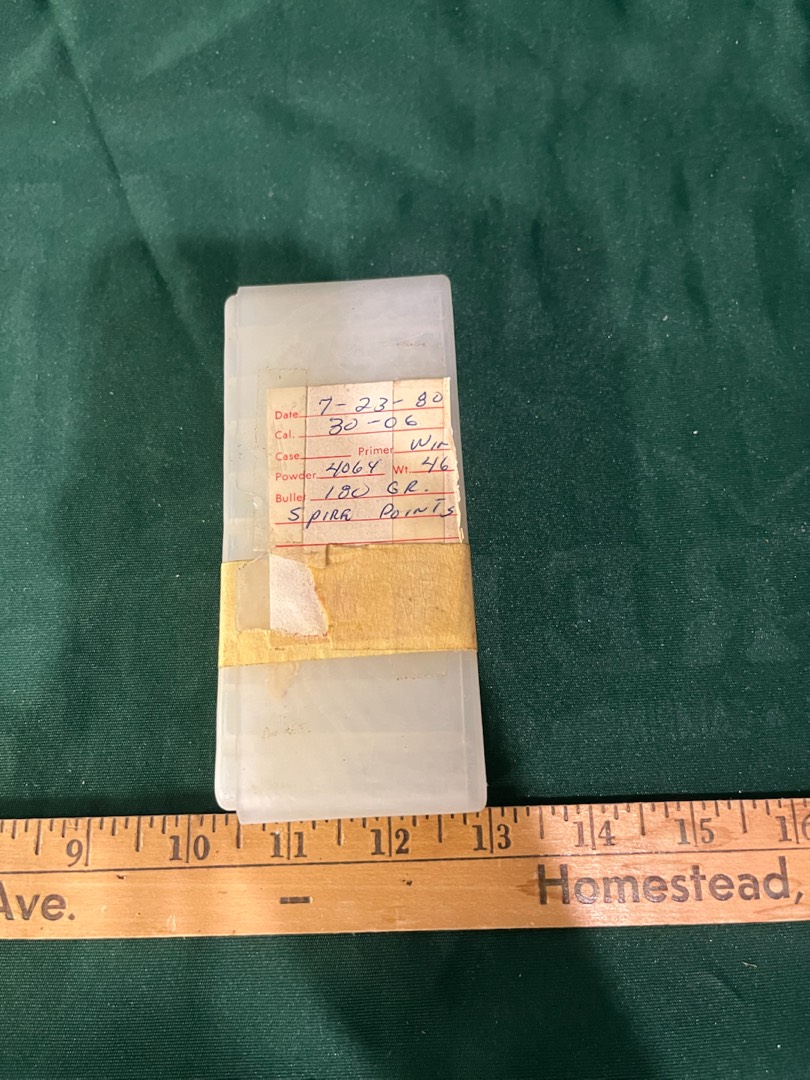 Date 7-23-80
Cal. 30-06
Case Primer Win
Powder 4064 Wt. 46
Bullet 180 GR.
SPIRE POINTS
9 10 11 12 13 14 15 16
Ave. - Homestead,